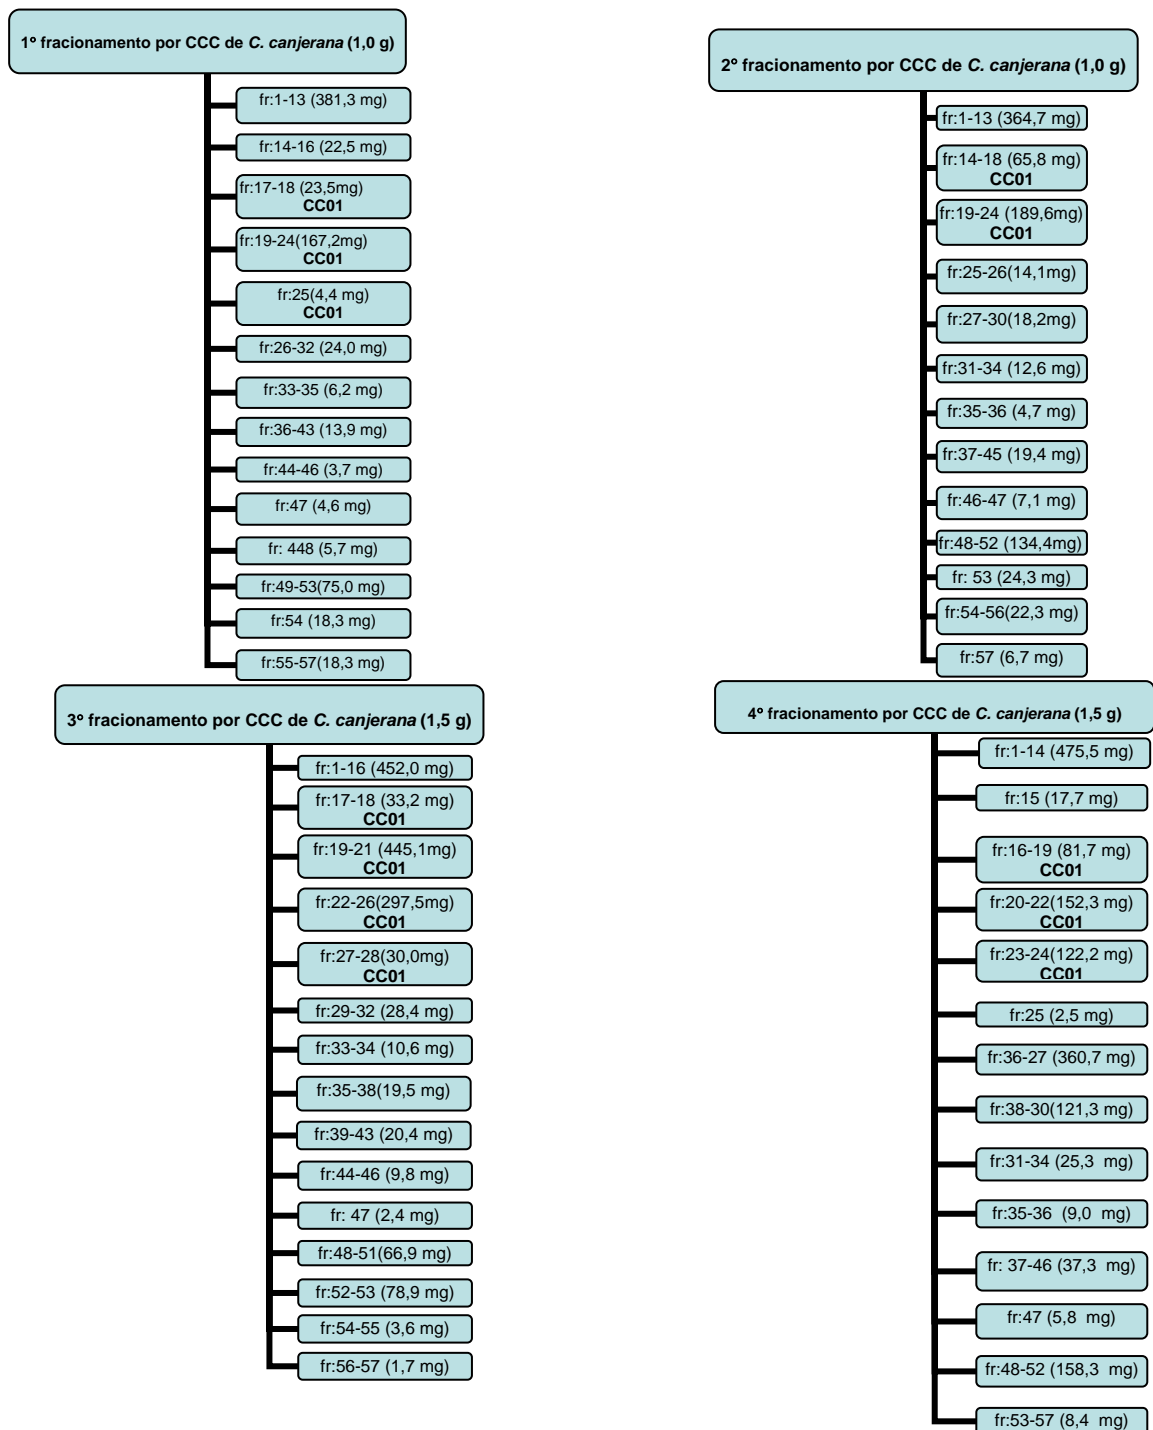 1º fracionamento por CCC de C. canjerana (1,0 g)
fr:1-13 (381,3 mg)
fr:14-16 (22,5 mg)
fr:17-18 (23,5mg)
CC01
fr:19-24(167,2mg)
CC01
fr:25(4,4 mg)
CC01
fr:26-32 (24,0 mg)
fr:33-35 (6,2 mg)
fr:36-43 (13,9 mg)
fr:44-46 (3,7 mg)
fr:47 (4,6 mg)
fr: 448 (5,7 mg)
fr:49-53(75,0 mg)
fr:54 (18,3 mg)
fr:55-57(18,3 mg)
2º fracionamento por CCC de C. canjerana (1,0 g)
fr:1-13 (364,7 mg)
fr:14-18 (65,8 mg)
CC01
fr:19-24 (189,6mg)
CC01
fr:25-26(14,1mg)
fr:27-30(18,2mg)
fr:31-34 (12,6 mg)
fr:35-36 (4,7 mg)
fr:37-45 (19,4 mg)
fr:46-47 (7,1 mg)
fr:48-52 (134,4mg)
fr: 53 (24,3 mg)
fr:54-56(22,3 mg)
fr:57 (6,7 mg)
3º fracionamento por CCC de C. canjerana (1,5 g)
fr:1-16 (452,0 mg)
fr:17-18 (33,2 mg)
CC01
fr:19-21 (445,1mg)
CC01
fr:22-26(297,5mg)
CC01
fr:27-28(30,0mg)
CC01
fr:29-32 (28,4 mg)
fr:33-34 (10,6 mg)
fr:35-38(19,5 mg)
fr:39-43 (20,4 mg)
fr:44-46 (9,8 mg)
fr: 47 (2,4 mg)
fr:48-51(66,9 mg)
fr:52-53 (78,9 mg)
fr:54-55 (3,6 mg)
fr:56-57 (1,7 mg)
4º fracionamento por CCC de C. canjerana (1,5 g)
fr:1-14 (475,5 mg)
fr:15 (17,7 mg)
fr:16-19 (81,7 mg)
CC01
fr:20-22(152,3 mg)
CC01
fr:23-24(122,2 mg)
CC01
fr:25 (2,5 mg)
fr:36-27 (360,7 mg)
fr:38-30(121,3 mg)
fr:31-34 (25,3 mg)
fr:35-36 (9,0 mg)
fr: 37-46 (37,3 mg)
fr:47 (5,8 mg)
fr:48-52 (158,3 mg)
fr:53-57 (8,4 mg)